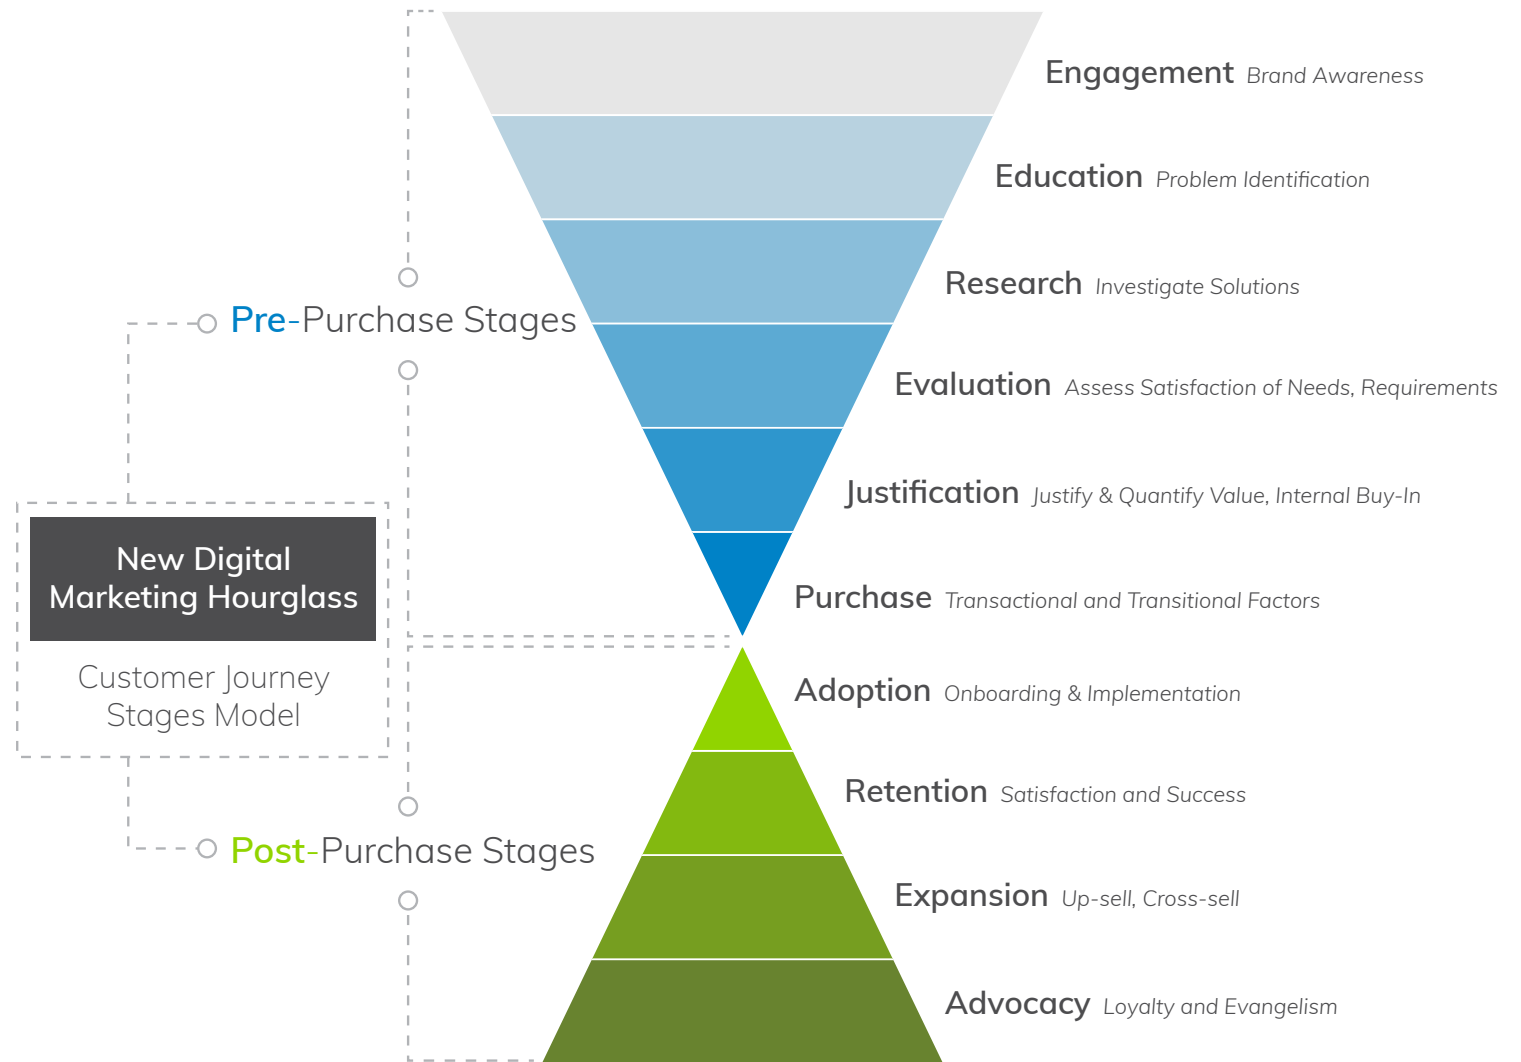 Engagement Brand Awareness
Education Problem Identification
Research Investigate Solutions
Pre-Purchase Stages
Evaluation Assess Satisfaction of Needs, Requirements
Justification Justify & Quantify Value, Internal Buy-In
New Digital
Marketing Hourglass
Customer Journey
Stages Model
Purchase Transactional and Transitional Factors
Adoption Onboarding & Implementation
Retention Satisfaction and Success
Post-Purchase Stages
Expansion Up-sell, Cross-sell
Advocacy Loyalty and Evangelism